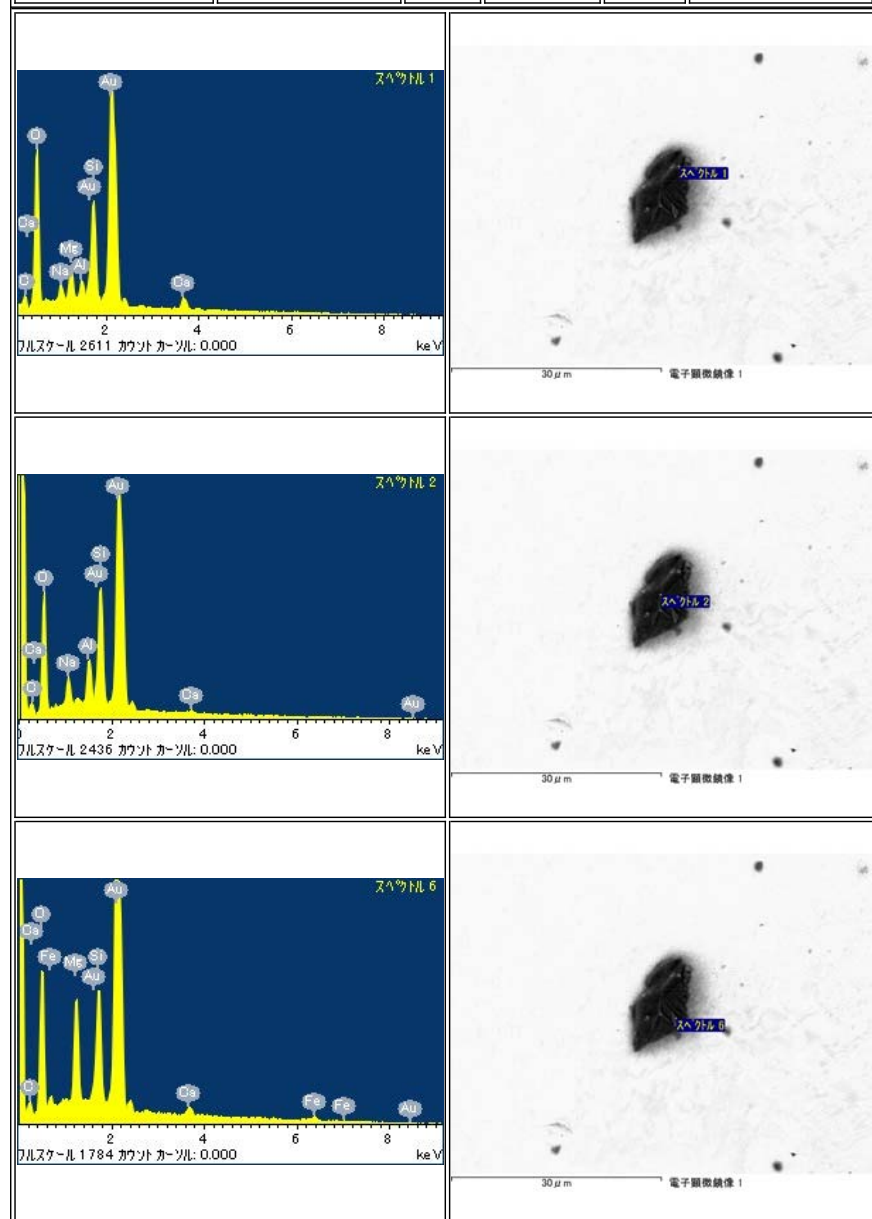 スペクトル 1
Au
O
Si
Au
Ca
Mg
Na
Al
C
Ca
2 4 6 8
フルスケール 2611 カウント カーソル: 0.000 keV
スペクトル 1
30μm 電子顕微鏡像 1
スペクトル 2
Au
Si
O
Au
Ca
Al
Na
C
Ca
Au
2 4 6 8
フルスケール 2436 カウント カーソル: 0.000 keV
スペクトル 2
30μm 電子顕微鏡像 1
スペクトル 6
Au
O
Ca
Fe
Mg
Si
Au
C
Ca
Fe
Fe
Au
2 4 6 8
フルスケール 1784 カウント カーソル: 0.000 keV
スペクトル 6
30μm 電子顕微鏡像 1